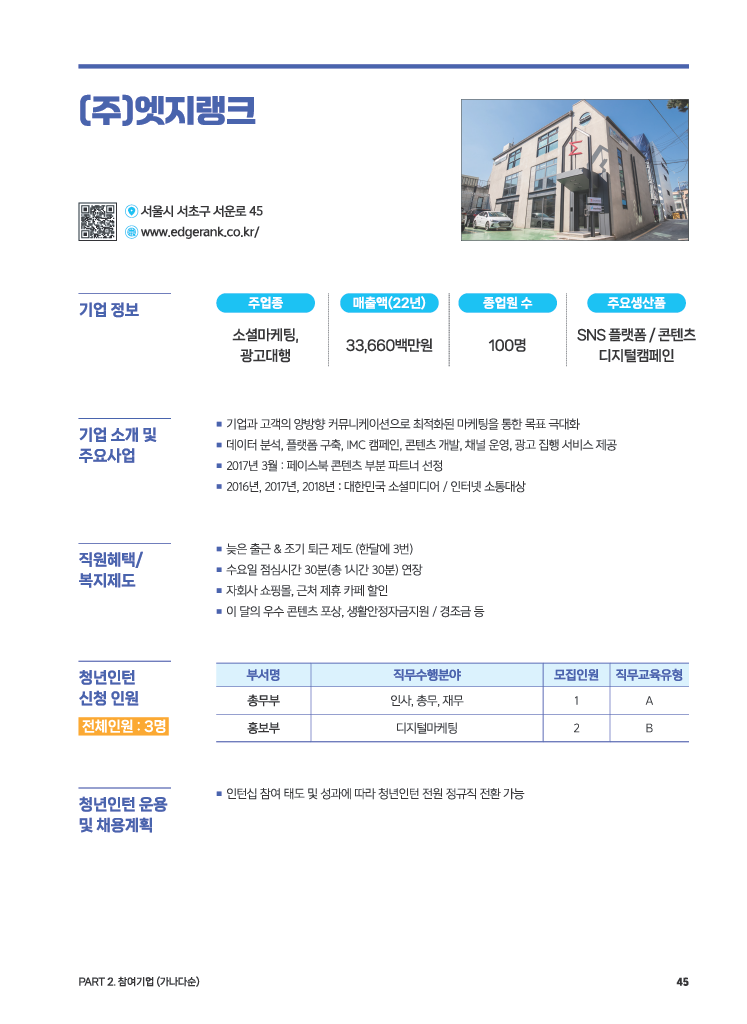 (주)엣지랭크
서울시 서초구 서운로 45
www.edgerank.co.kr/
기업 정보
주업종
매출액(22년)
종업원 수
주요생산품
소셜마케팅,
광고대행
33,660백만원
100명
SNS 플랫폼 / 콘텐츠
디지털캠페인
기업 소개 및
주요사업
■ 기업과 고객의 양방향 커뮤니케이션으로 최적화된 마케팅을 통한 목표 극대화
■ 데이터 분석, 플랫폼 구축, IMC 캠페인, 콘텐츠 개발, 채널 운영, 광고 집행 서비스 제공
■ 2017년 3월 : 페이스북 콘텐츠 부분 파트너 선정
■ 2016년, 2017년, 2018년 : 대한민국 소셜미디어 / 인터넷 소통대상
직원혜택/
복지제도
■ 늦은 출근 & 조기 퇴근 제도 (한달에 3번)
■ 수요일 점심시간 30분(총 1시간 30분) 연장
■ 자회사 쇼핑몰, 근처 제휴 카페 할인
■ 이 달의 우수 콘텐츠 포상, 생활안정자금지원 / 경조금 등
청년인턴
신청 인원
전체인원 : 3명
부서명 직무수행분야 모집인원 직무교육유형
총무부 인사, 총무, 재무 1 A
홍보부 디지털마케팅 2 B
청년인턴 운용
및 채용계획
■ 인턴십 참여 태도 및 성과에 따라 청년인턴 전원 정규직 전환 가능
PART 2. 참여기업 (가나다순)
45